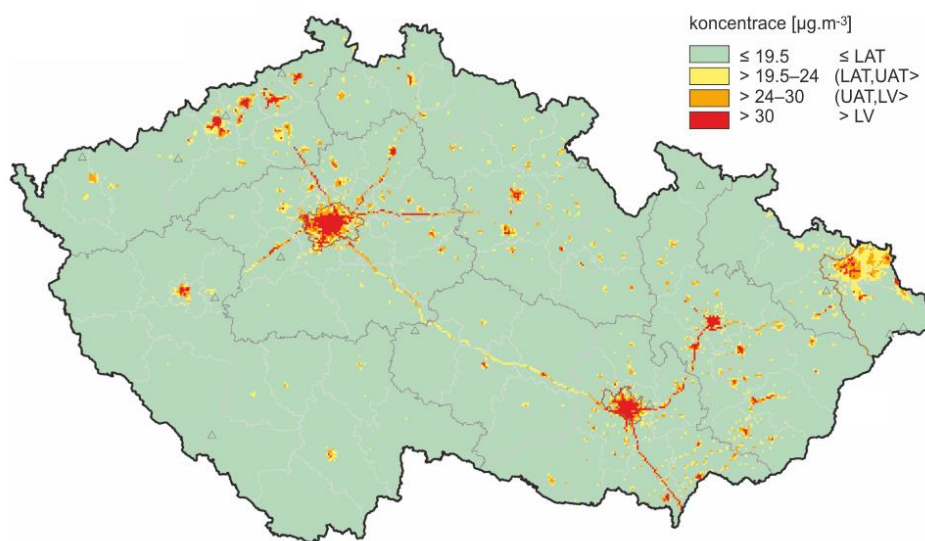 koncentrace [µg.m-3]
≤ 19.5 ≤ LAT
> 19.5–24 (LAT,UAT>
> 24–30 (UAT,LV>
> 30 > LV